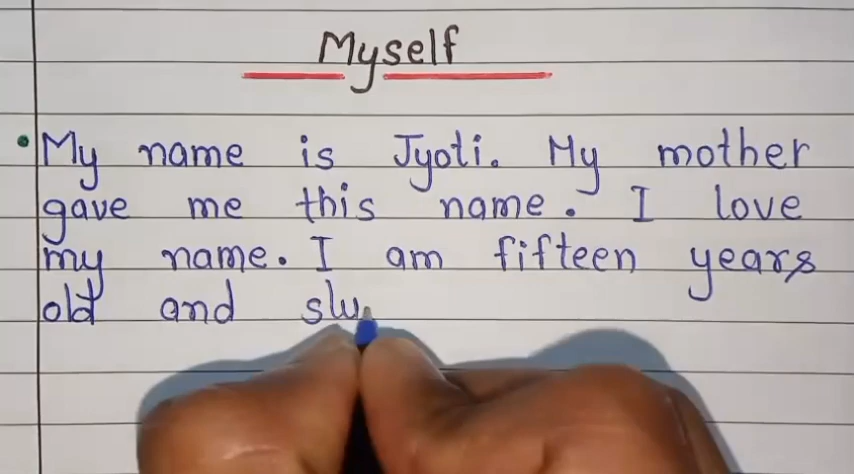 Myself
My name is Jyoti. My mother
gave me this name. I love
my name. I am fifteen years
old and